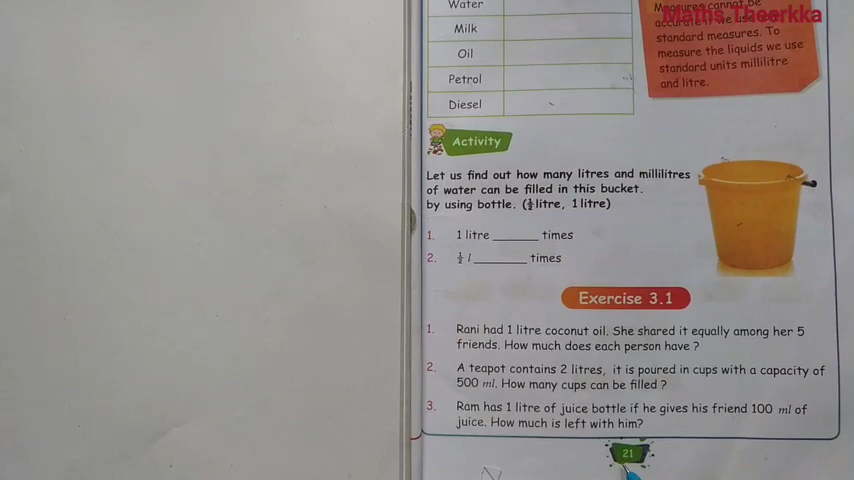 Water
Milk
Oil
Petrol
Diesel
Measures cannot be
accurate if we use
standard measures. To
measure the liquids we use
standard units millilitre
and litre.
Maths Theerkka
Activity
Let us find out how many litres and millilitres
of water can be filled in this bucket.
by using bottle. (½ litre, 1 litre)
1. 1 litre ______ times
2. ½ l ______ times
Exercise 3.1
1. Rani had 1 litre coconut oil. She shared it equally among her 5
friends. How much does each person have ?
2. A teapot contains 2 litres, it is poured in cups with a capacity of
500 ml. How many cups can be filled ?
3. Ram has 1 litre of juice bottle if he gives his friend 100 ml of
juice. How much is left with him?
21